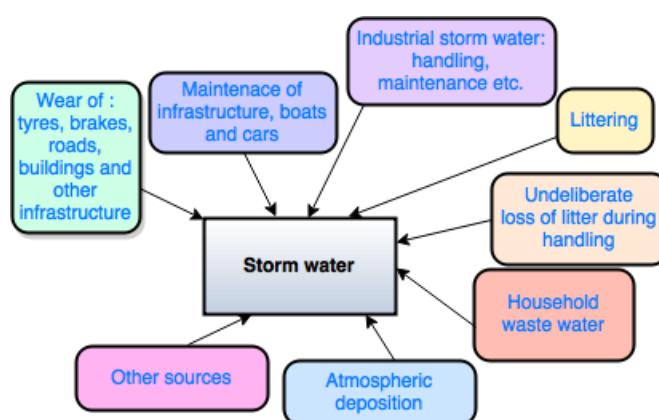 Industrial storm water:
handling,
maintenance etc.
Maintenace of
infrastructure, boats
and cars
Wear of :
tyres, brakes,
roads,
buildings and
other
infrastructure
Littering
Undeliberate
loss of litter during
handling
Storm water
Household
waste water
Other sources
Atmospheric
deposition